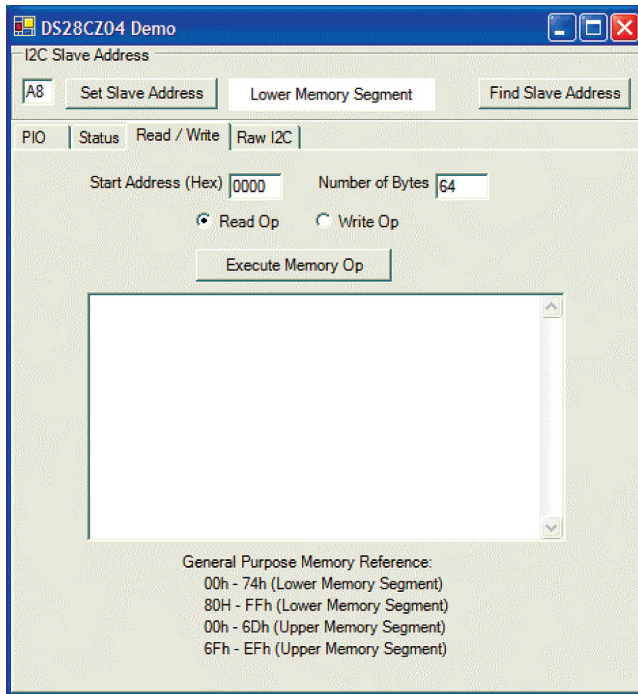 DS28CZ04 Demo
I2C Slave Address
A8 Set Slave Address Lower Memory Segment Find Slave Address
PIO Status Read / Write Raw I2C
Start Address (Hex) 0000 Number of Bytes 64
Read Op Write Op
Execute Memory Op
General Purpose Memory Reference:
00h - 74h (Lower Memory Segment)
80H - FFh (Lower Memory Segment)
00h - 6Dh (Upper Memory Segment)
6Fh - EFh (Upper Memory Segment)